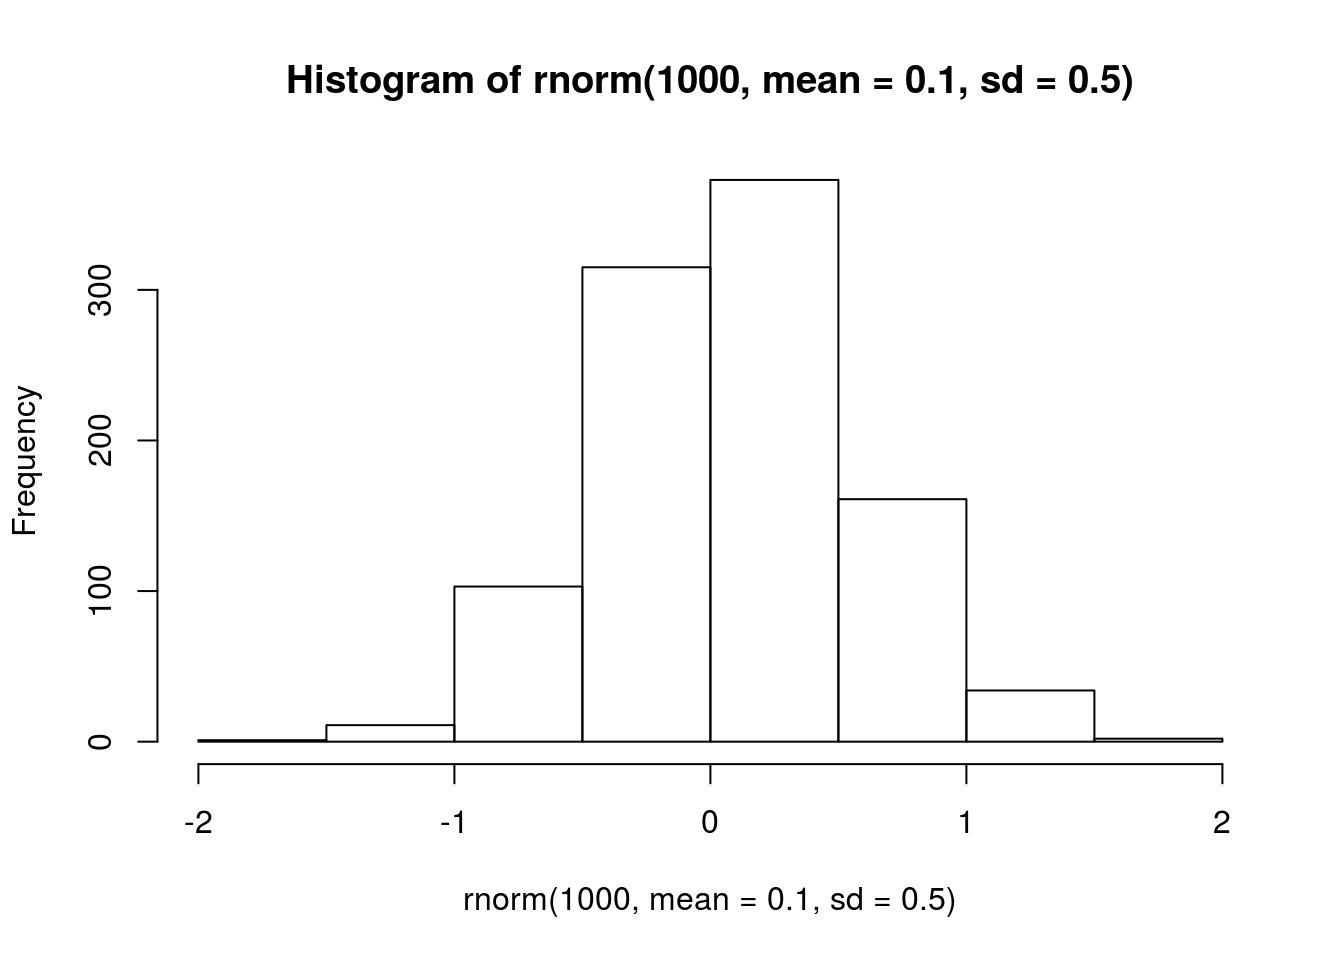 Histogram of rnorm(1000, mean = 0.1, sd = 0.5)
Frequency
300
200
100
0
-2 -1 0 1 2
rnorm(1000, mean = 0.1, sd = 0.5)